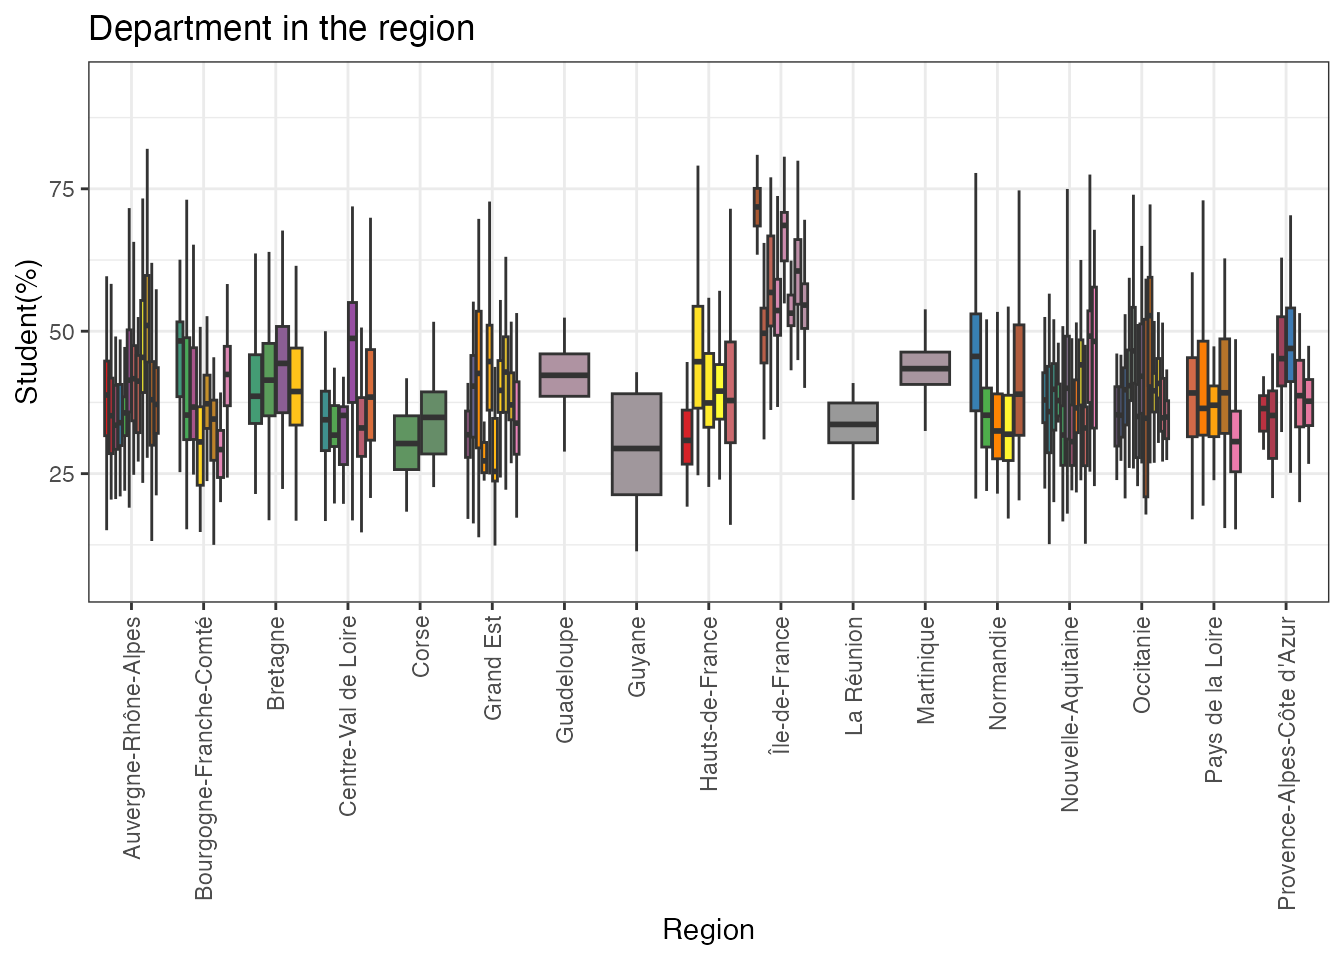 Department in the region
Student(%)
75
50
25
Auvergne-Rhône-Alpes
Bourgogne-Franche-Comté
Bretagne
Centre-Val de Loire
Corse
Grand Est
Guadeloupe
Guyane
Hauts-de-France
Île-de-France
La Réunion
Martinique
Normandie
Nouvelle-Aquitaine
Occitanie
Pays de la Loire
Provence-Alpes-Côte d'Azur
Region